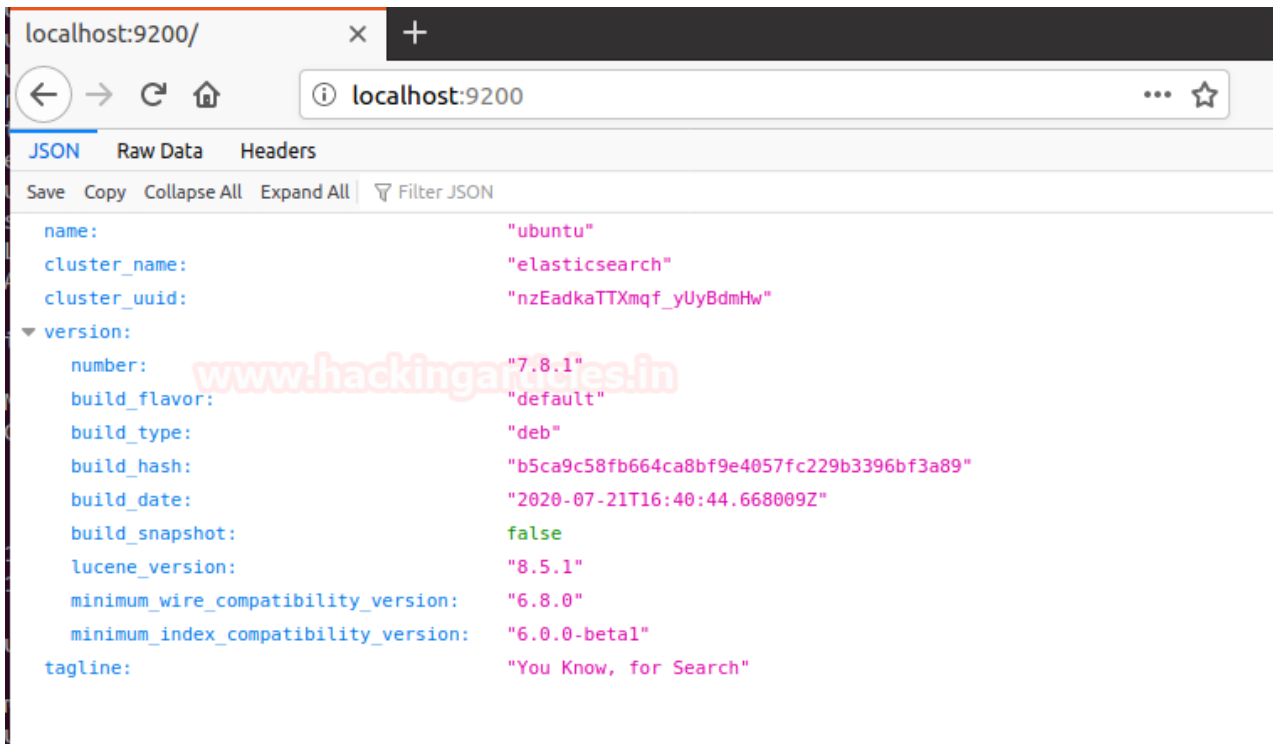 localhost:9200/
localhost:9200
JSON Raw Data Headers
Save Copy Collapse All Expand All Filter JSON
name: "ubuntu"
cluster_name: "elasticsearch"
cluster_uuid: "nzEadkaTTXmqf_yUyBdmHw"
version:
number: "7.8.1"
www.hackingarticles.in
build_flavor: "default"
build_type: "deb"
build_hash: "b5ca9c58fb664ca8bf9e4057fc229b3396bf3a89"
build_date: "2020-07-21T16:40:44.668009Z"
build_snapshot: false
lucene_version: "8.5.1"
minimum_wire_compatibility_version: "6.8.0"
minimum_index_compatibility_version: "6.0.0-beta1"
tagline: "You Know, for Search"